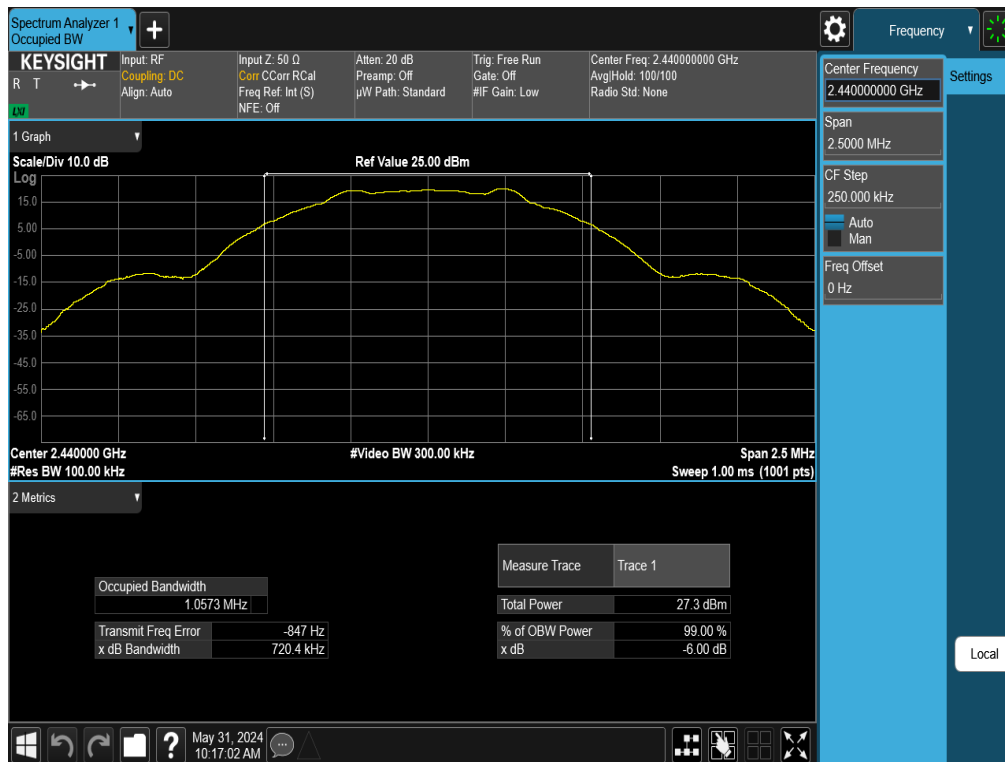 Spectrum Analyzer 1
Occupied BW
Frequency
KEYSIGHT
R T
LXI
Input: RF
Coupling: DC
Align: Auto
Input Z: 50 Ω
Corr CCorr RCal
Freq Ref: Int (S)
NFE: Off
Atten: 20 dB
Preamp: Off
µW Path: Standard
Trig: Free Run
Gate: Off
#IF Gain: Low
Center Freq: 2.440000000 GHz
Avg|Hold: 100/100
Radio Std: None
Center Frequency
2.440000000 GHz
Settings
Span
2.5000 MHz
CF Step
250.000 kHz
Auto
Man
Freq Offset
0 Hz
Local
1 Graph
Scale/Div 10.0 dB
Ref Value 25.00 dBm
Log
15.0
5.00
-5.00
-15.0
-25.0
-35.0
-45.0
-55.0
-65.0
Center 2.440000 GHz
#Video BW 300.00 kHz
Span 2.5 MHz
#Res BW 100.00 kHz
Sweep 1.00 ms (1001 pts)
2 Metrics
Measure Trace Trace 1
Occupied Bandwidth
1.0573 MHz
Total Power 27.3 dBm
Transmit Freq Error -847 Hz
% of OBW Power 99.00 %
x dB Bandwidth 720.4 kHz
x dB -6.00 dB
?
May 31, 2024
10:17:02 AM